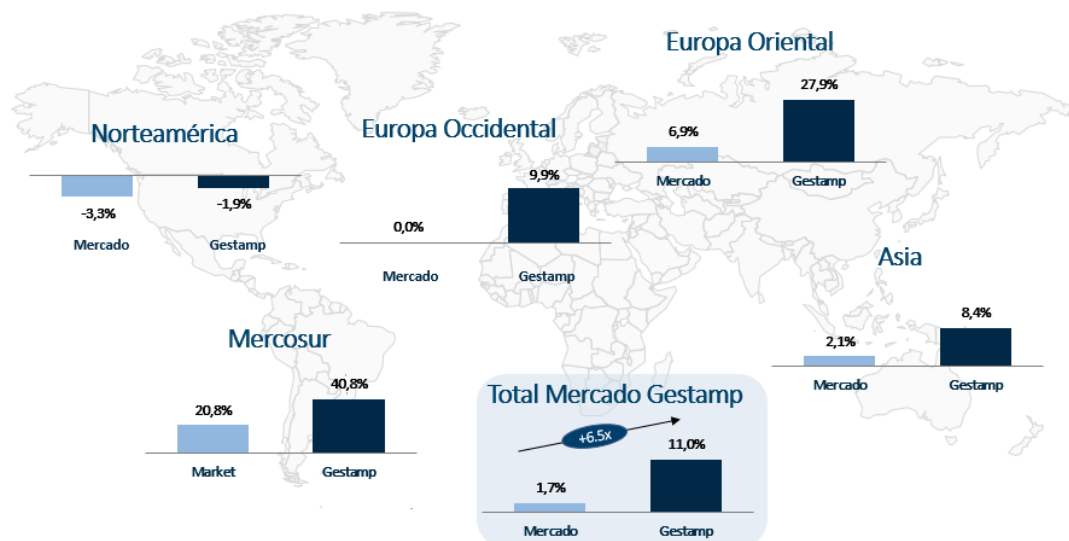 Norteamérica
-3,3%
-1,9%
Mercado
Gestamp
Europa Occidental
0,0%
9,9%
Mercado
Gestamp
Europa Oriental
6,9%
27,9%
Mercado
Gestamp
Mercosur
20,8%
40,8%
Market
Gestamp
Total Mercado Gestamp
+6.5x
1,7%
11,0%
Mercado
Gestamp
Asia
2,1%
8,4%
Mercado
Gestamp